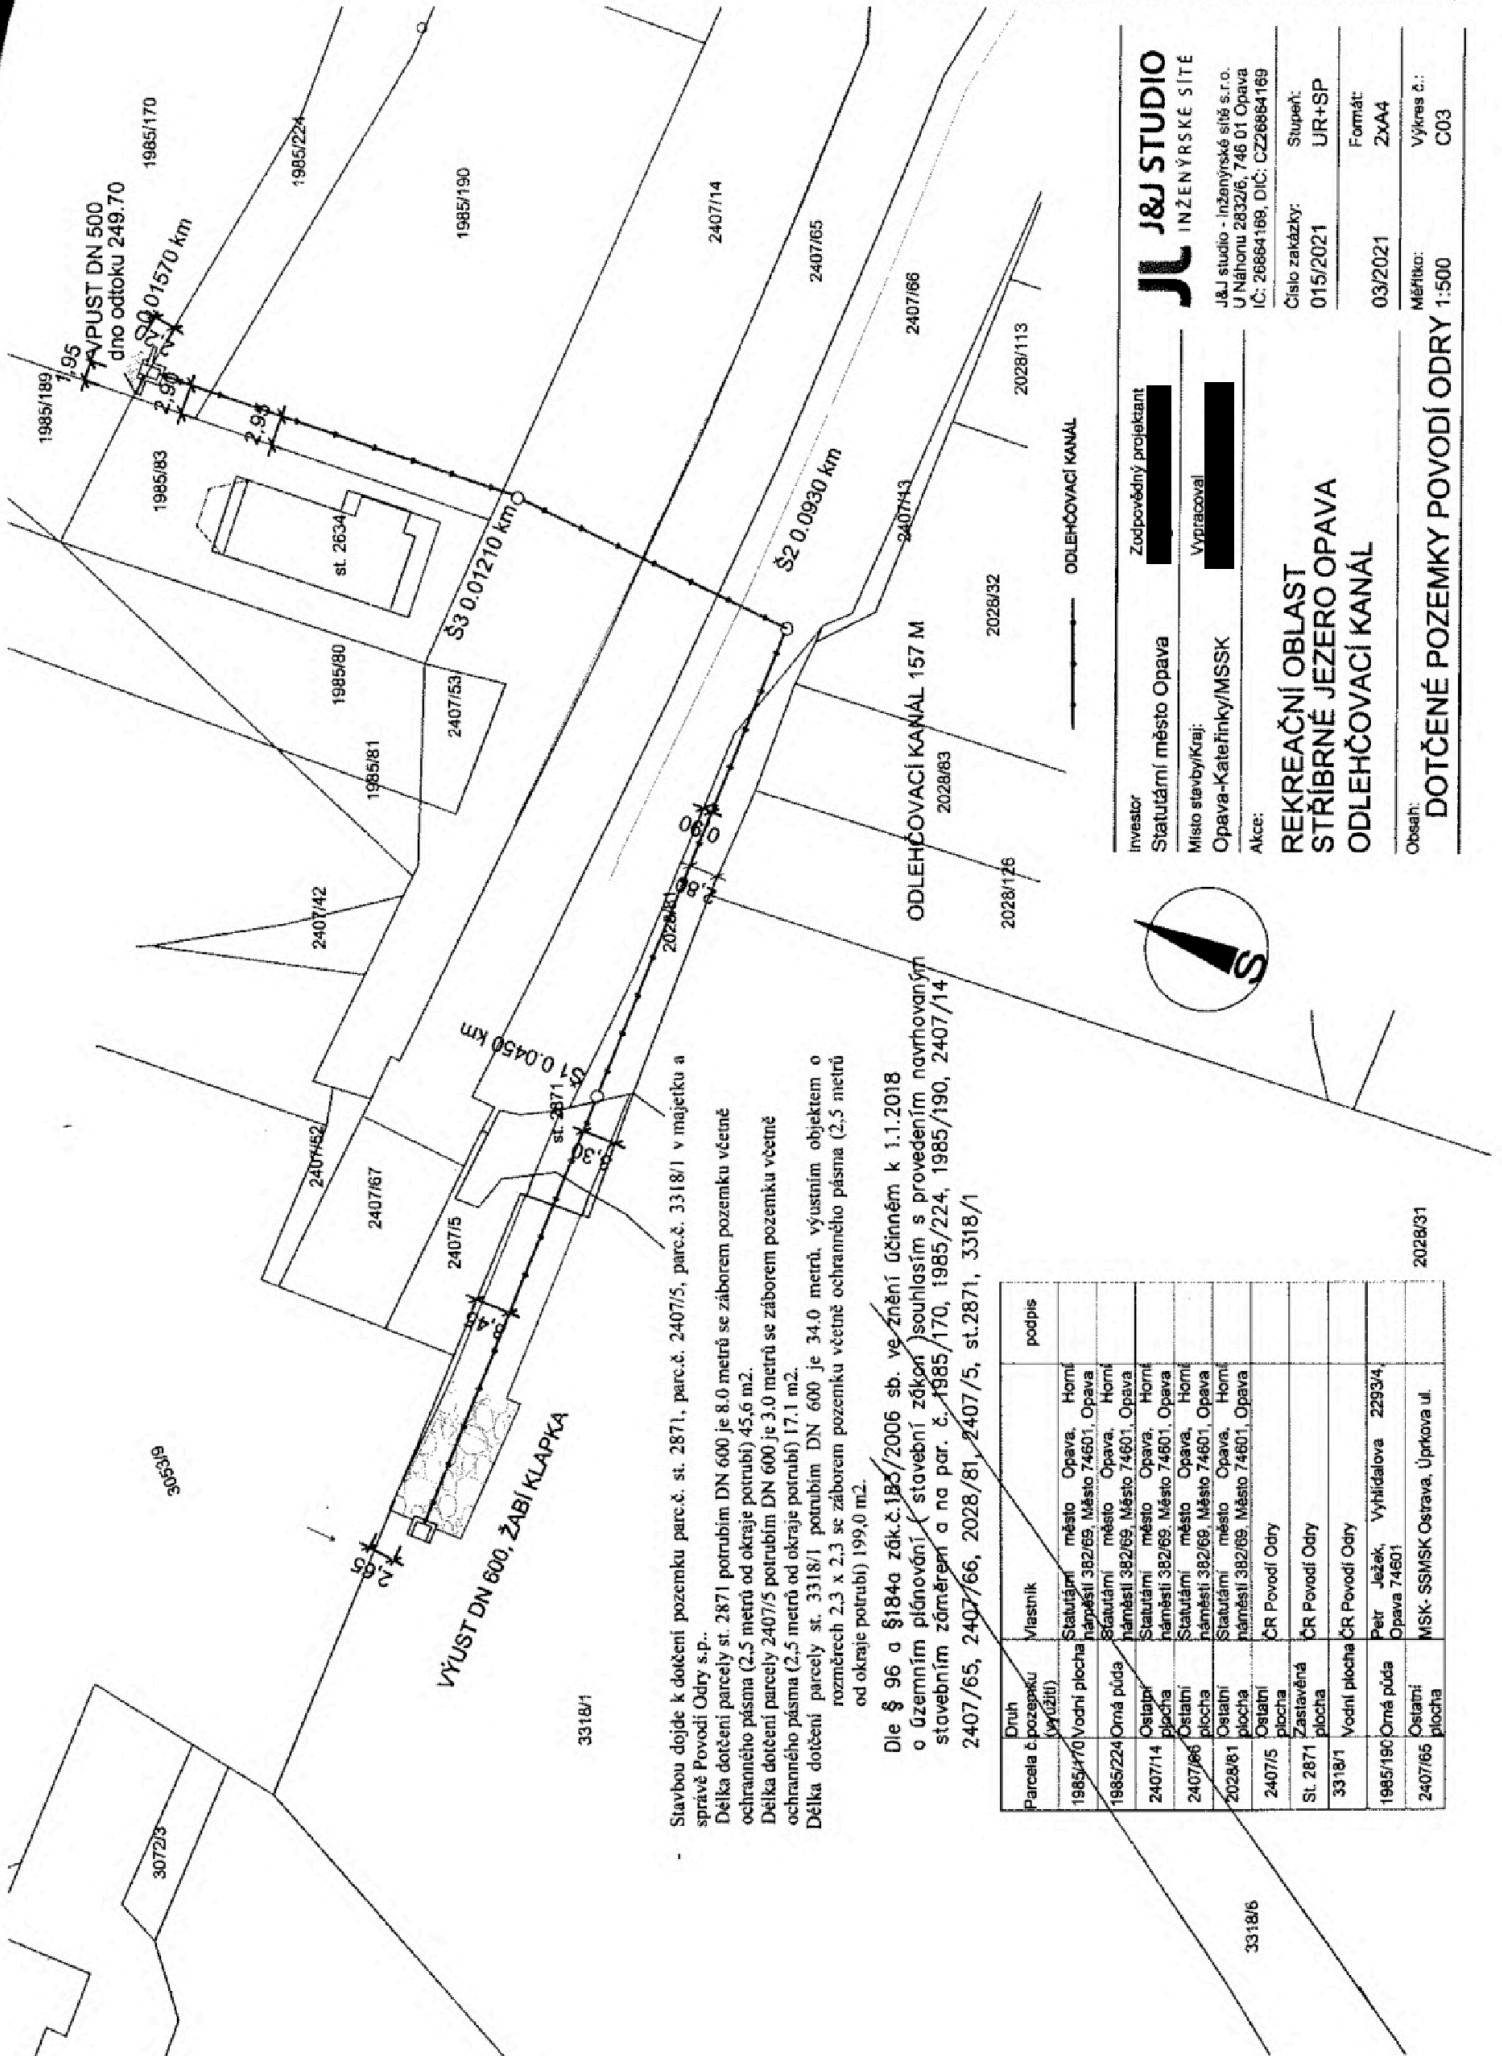 1985/189
1,95
VPUST DN 500
dno odtoku 249.70
1985/170
2,90
2,95
1985/224
1985/83
1985/190
st. 2634
2407/14
Š3 0.01210 km
1985/80
1985/81
2407/53
2407/65
2407/66
2407/13
2028/113
Š2 0.0930 km
2028/32
2407/42
0,90
2028/81
2028/83
2028/126
ODLEHČOVACÍ KANÁL 157 M
ODLEHČOVACÍ KANÁL
Š1 0.0450 km
st. 2871
2407/52
2407/67
2407/5
2,65
3053/9
VÝUST DN 600, ŽABÍ KLAPKA
3318/1
3072/3
3318/6
2028/31
- Stavbou dojde k dotčení pozemku parc.č. st. 2871, parc.č. 2407/5, parc.č. 3318/1 v majetku a
správě Povodí Odry s.p..
Délka dotčení parcely st. 2871 potrubím DN 600 je 8.0 metrů se záborem pozemku včetně
ochranného pásma (2.5 metrů od okraje potrubí) 45,6 m2.
Délka dotčení parcely 2407/5 potrubím DN 600 je 3.0 metrů se záborem pozemku včetně
ochranného pásma (2,5 metrů od okraje potrubí) 17.1 m2.
Délka dotčení parcely st. 3318/1 potrubím DN 600 je 34.0 metrů, výustním objektem o
rozměrech 2.3 x 2.3 se záborem pozemku včetně ochranného pásma (2,5 metrů
od okraje potrubí) 199,0 m2.
Dle § 96 a §184a zák.č.183/2006 sb. ve znění účinném k 1.1.2018
o územním plánování ( stavební zákon )souhlasím s provedením navrhovaným
stavebním záměrem a na par. č. 1985/170, 1985/224, 1985/190, 2407/14
2407/65, 2407/66, 2028/81, 2407/5, st.2871, 3318/1
Parcela č. Druh pozemku (využití) Vlastník podpis
1985/170 Vodní plocha Statutární město Opava, Horní náměstí 382/69, Město 74601, Opava
1985/224 Orná půda Statutární město Opava, Horní náměstí 382/69, Město 74601, Opava
2407/14 Ostatní plocha Statutární město Opava, Horní náměstí 382/69, Město 74601, Opava
2407/66 Ostatní plocha Statutární město Opava, Horní náměstí 382/69, Město 74601, Opava
2028/81 Ostatní plocha Statutární město Opava, Horní náměstí 382/69, Město 74601, Opava
2407/5 Ostatní plocha ČR Povodí Odry
St. 2871 Zastavěná plocha ČR Povodí Odry
3318/1 Vodní plocha ČR Povodí Odry
1985/190 Orná půda Petr Ježek, Vyhlídalova 2293/4, Opava 74601
2407/65 Ostatní plocha MSK- SSMSK Ostrava, Úprkova ul.
S
Investor
Statutární město Opava
Zodpovědný projektant
Místo stavby/Kraj:
Opava-Kateřinky/MSSK
Vypracoval
Akce:
REKREAČNÍ OBLAST
STŘÍBRNÉ JEZERO OPAVA
ODLEHČOVACÍ KANÁL
Obsah:
DOTČENÉ POZEMKY POVODÍ ODRY
J&J STUDIO
INŽENÝRSKÉ SÍTĚ
J&J studio - inženýrské sítě s.r.o.
U Náhonu 2832/6, 746 01 Opava
IČ: 26864169, DIČ: CZ26864169
Číslo zakázky:
015/2021
Stupeň:
UR+SP
03/2021
Formát:
2xA4
Měřítko:
1:500
Výkres č.:
C03